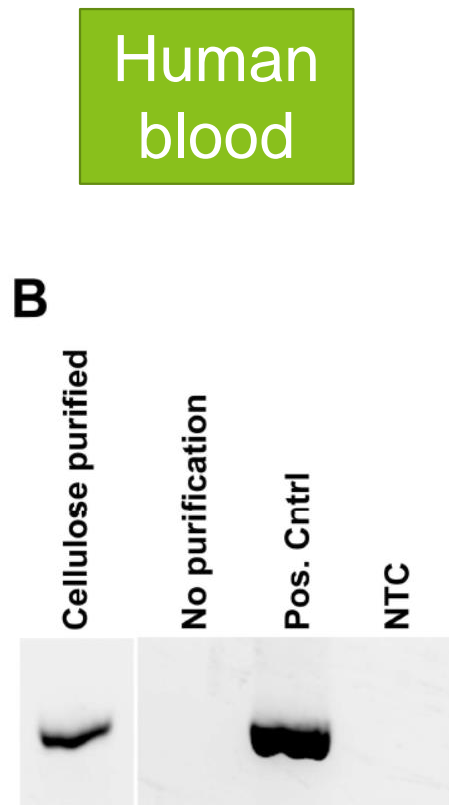 Human
blood
B
Cellulose purified
No purification
Pos. Cntrl
NTC